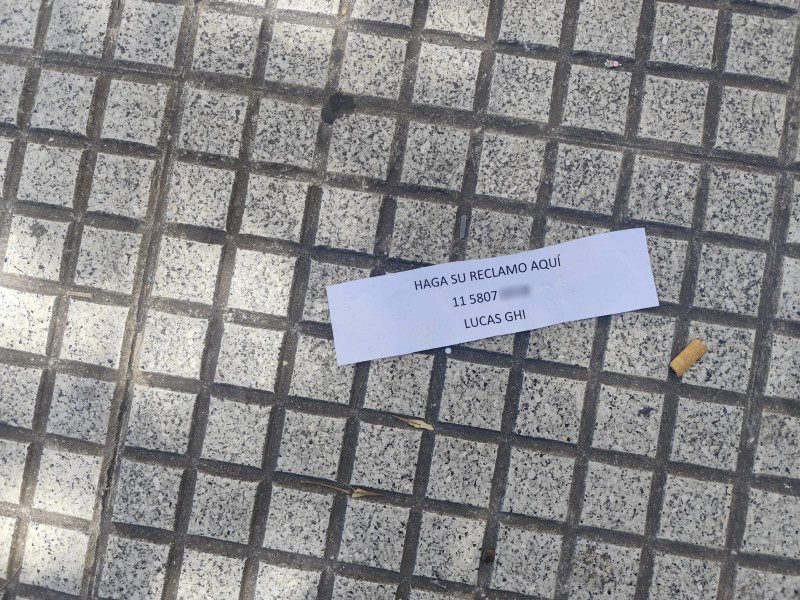 HAGA SU RECLAMO AQUÍ
11 5807
LUCAS GHI